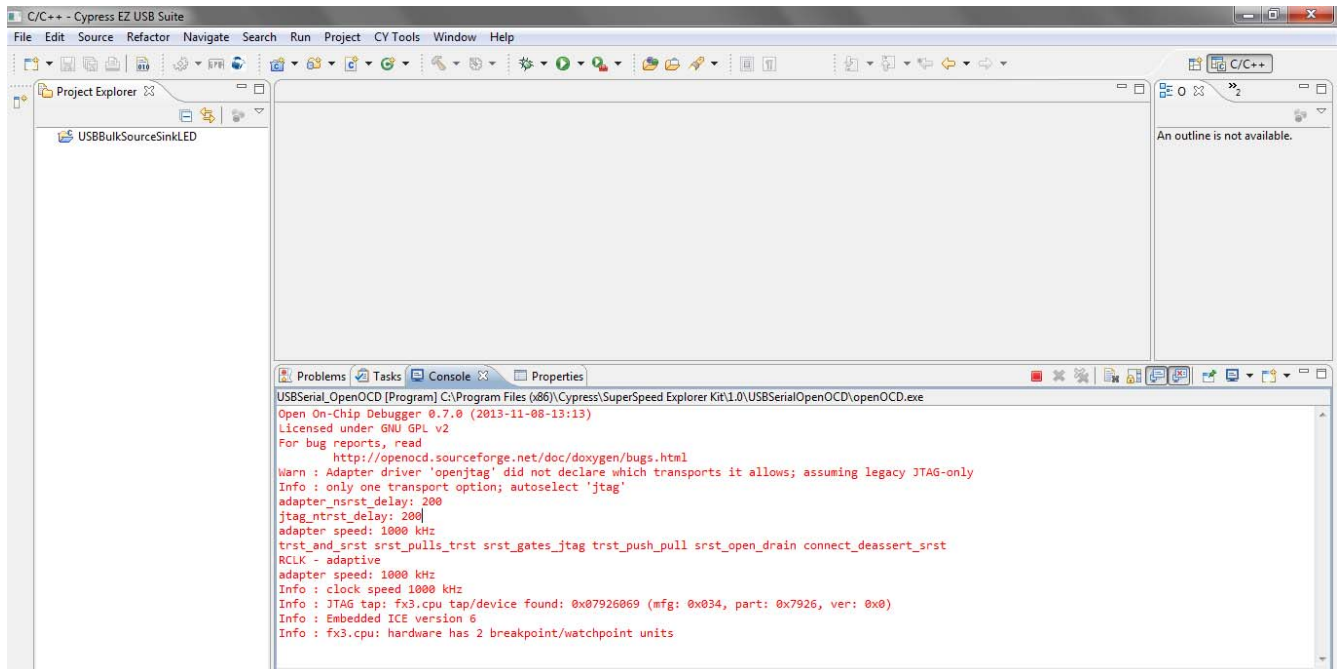 C/C++ - Cypress EZ USB Suite
File Edit Source Refactor Navigate Search Run Project CYTools Window Help
C/C++
Project Explorer
O
2
USBBulkSourceSinkLED
An outline is not available.
Problems Tasks Console Properties
USBSerial_OpenOCD [Program] C:\Program Files (x86)\Cypress\SuperSpeed Explorer Kit\1.0\USBSerialOpenOCD\openOCD.exe
Open On-Chip Debugger 0.7.0 (2013-11-08-13:13)
Licensed under GNU GPL v2
For bug reports, read
http://openocd.sourceforge.net/doc/doxygen/bugs.html
Warn : Adapter driver 'openjtag' did not declare which transports it allows; assuming legacy JTAG-only
Info : only one transport option; autoselect 'jtag'
adapter_nsrst_delay: 200
jtag_ntrst_delay: 200
adapter speed: 1000 kHz
trst_and_srst srst_pulls_trst srst_gates_jtag trst_push_pull srst_open_drain connect_deassert_srst
RCLK - adaptive
adapter speed: 1000 kHz
Info : clock speed 1000 kHz
Info : JTAG tap: fx3.cpu tap/device found: 0x07926069 (mfg: 0x034, part: 0x7926, ver: 0x0)
Info : Embedded ICE version 6
Info : fx3.cpu: hardware has 2 breakpoint/watchpoint units